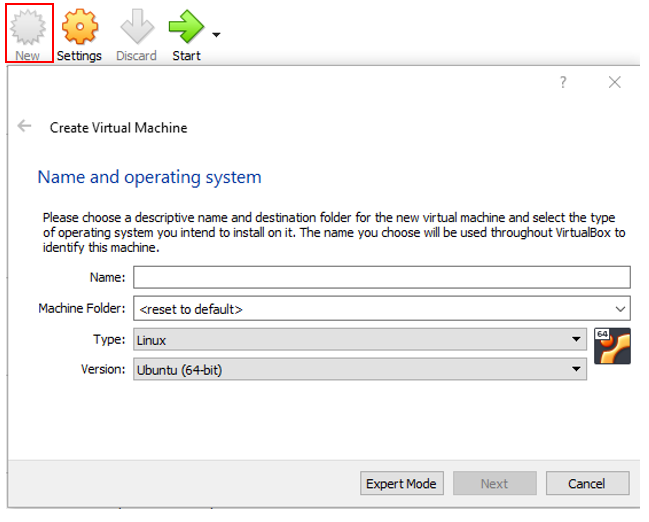 New Settings Discard Start
? ×
← Create Virtual Machine
Name and operating system
Please choose a descriptive name and destination folder for the new virtual machine and select the type
of operating system you intend to install on it. The name you choose will be used throughout VirtualBox to
identify this machine.
Name:
Machine Folder: <reset to default>
Type: Linux
64
Version: Ubuntu (64-bit)
Expert Mode Next Cancel